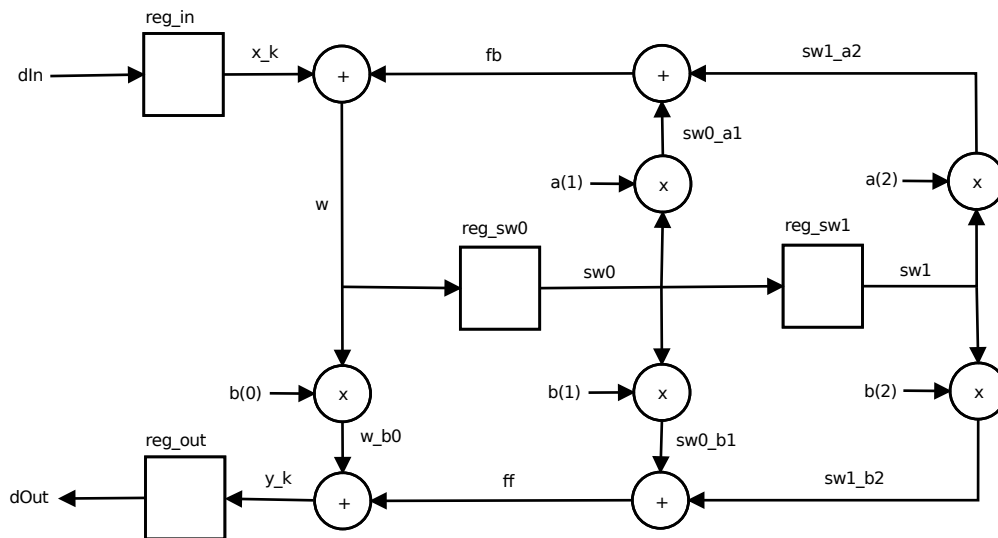 reg_in
x_k
fb
sw1_a2
dIn
+
+
sw0_a1
a(1)
x
a(2)
x
w
reg_sw0
reg_sw1
sw0
sw1
b(0)
x
b(1)
x
b(2)
x
reg_out
w_b0
sw0_b1
y_k
ff
sw1_b2
dOut
+
+